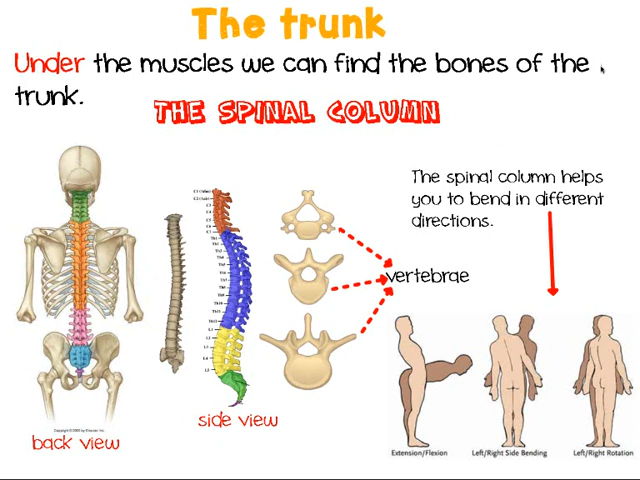 The trunk
Under the muscles we can find the bones of the
trunk.
THE SPINAL COLUMN
The spinal column helps
you to bend in different
directions.
vertebrae
back view
side view
Extension/Flexion
Left/Right Side Bending
Left/Right Rotation